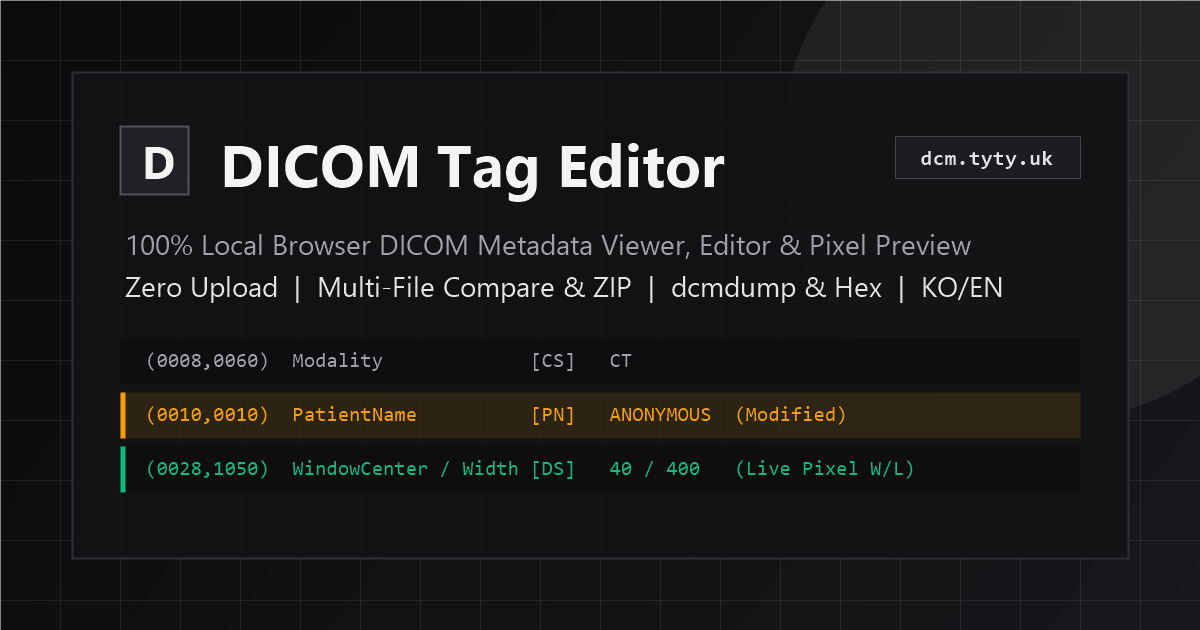 D DICOM Tag Editor dcm.tyty.uk
100% Local Browser DICOM Metadata Viewer, Editor & Pixel Preview
Zero Upload | Multi-File Compare & ZIP | dcmdump & Hex | KO/EN
(0008,0060) Modality [CS] CT
(0010,0010) PatientName [PN] ANONYMOUS (Modified)
(0028,1050) WindowCenter / Width [DS] 40 / 400 (Live Pixel W/L)